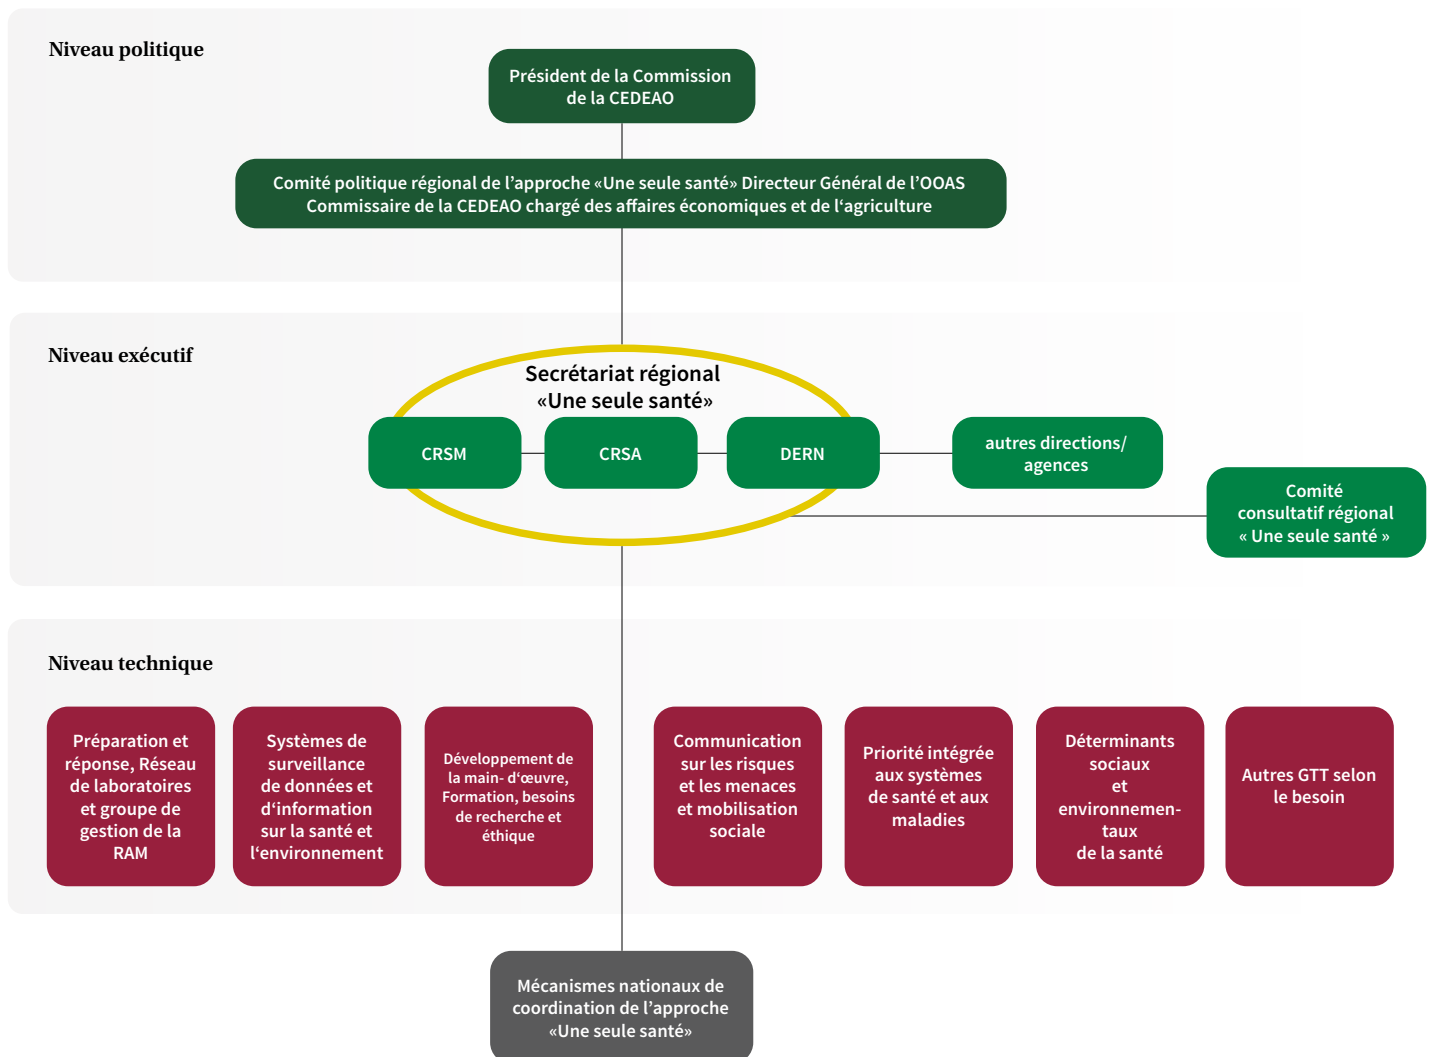 Niveau politique
Président de la Commission
de la CEDEAO
Comité politique régional de l’approche «Une seule santé» Directeur Général de l’OOAS
Commissaire de la CEDEAO chargé des affaires économiques et de l‘agriculture
Niveau exécutif
Secrétariat régional
«Une seule santé»
CRSM
CRSA
DERN
autres directions/
agences
Comité
consultatif régional
« Une seule santé »
Niveau technique
Préparation et
réponse, Réseau
de laboratoires
et groupe de
gestion de la
RAM
Systèmes de
surveillance
de données et
d‘information
sur la santé et
l‘environnement
Développement de
la main- d‘œuvre,
Formation, besoins
de recherche et
éthique
Communication
sur les risques
et les menaces
et mobilisation
sociale
Priorité intégrée
aux systèmes
de santé et aux
maladies
Déterminants
sociaux
et
environnemen-
taux
de la santé
Autres GTT selon
le besoin
Mécanismes nationaux de
coordination de l’approche
«Une seule santé»